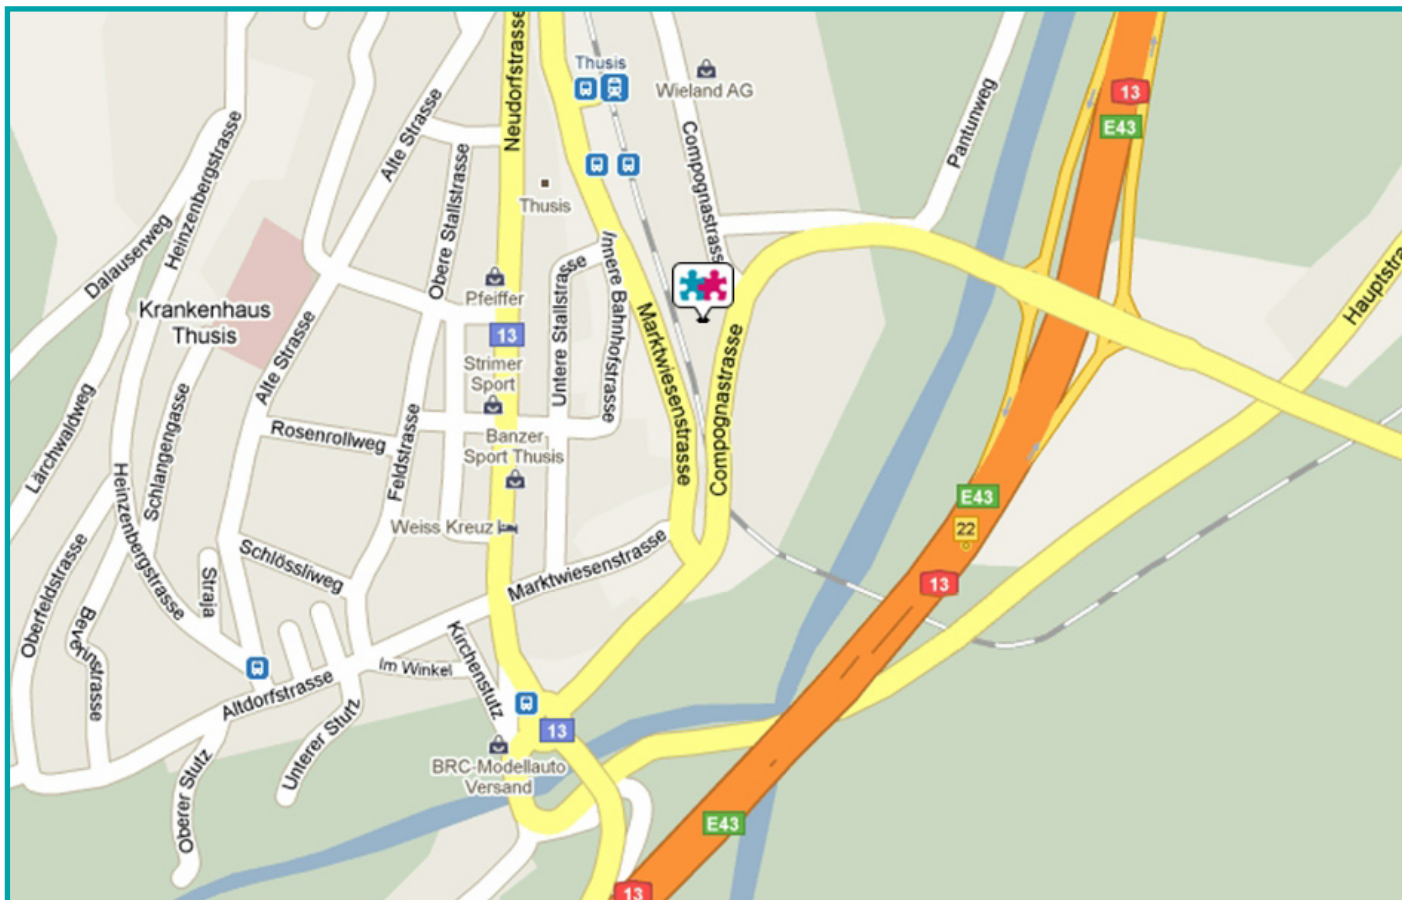 Neudorfstrasse
Thusis
Wieland AG
13
E43
Alte Strasse
Heinzenbergstrasse
Compognastrasse
Pantunweg
Obere Stallstrasse
Thusis
Dalauserweg
Innere Bahnhofstrasse
Untere Stallstrasse
Hauptstra
Pfeiffer
Krankenhaus
Thusis
13
Marktwiesenstrasse
Compognastrasse
Alte Strasse
Strimer
Sport
Lärchwaldweg
Schlangengasse
Rosenrollweg
Feldstrasse
Banzer
Sport Thusis
Heinzenbergstrasse
E43
22
Weiss Kreuz
Oberfeldstrasse
Schlössliweg
Marktwiesenstrasse
Straja
13
Beverinstrasse
Kirchenstutz
Im Winkel
Altdorfstrasse
Unterer Stutz
13
Oberer Stutz
BRC-Modellauto
Versand
E43
13